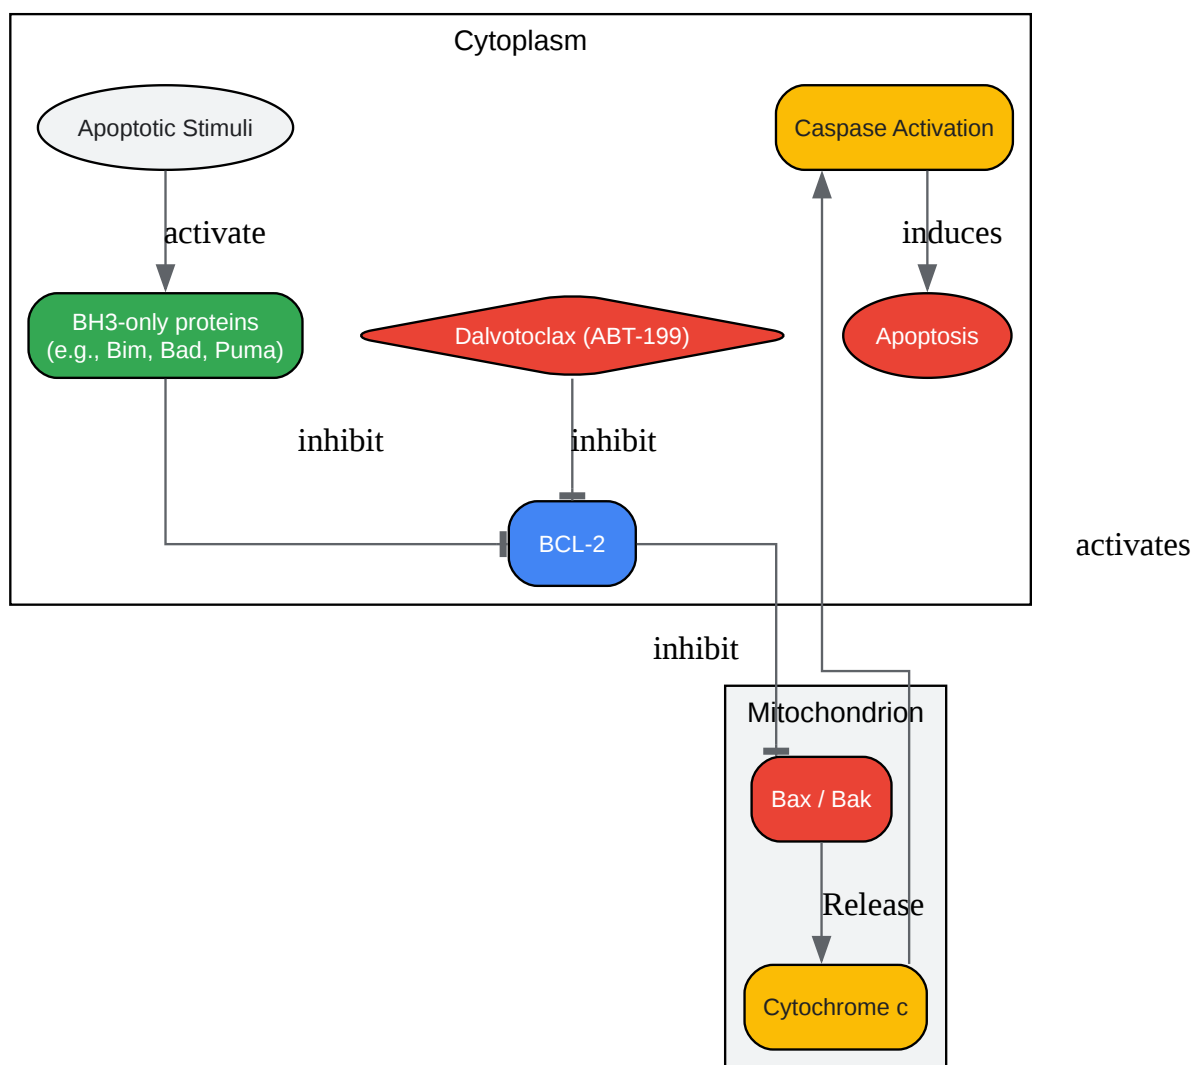 Cytoplasm
Apoptotic Stimuli
Caspase Activation
activate
induces
BH3-only proteins
(e.g., Bim, Bad, Puma)
Dalvotoclax (ABT-199)
Apoptosis
inhibit
inhibit
BCL-2
activates
inhibit
Mitochondrion
Bax / Bak
Release
Cytochrome c